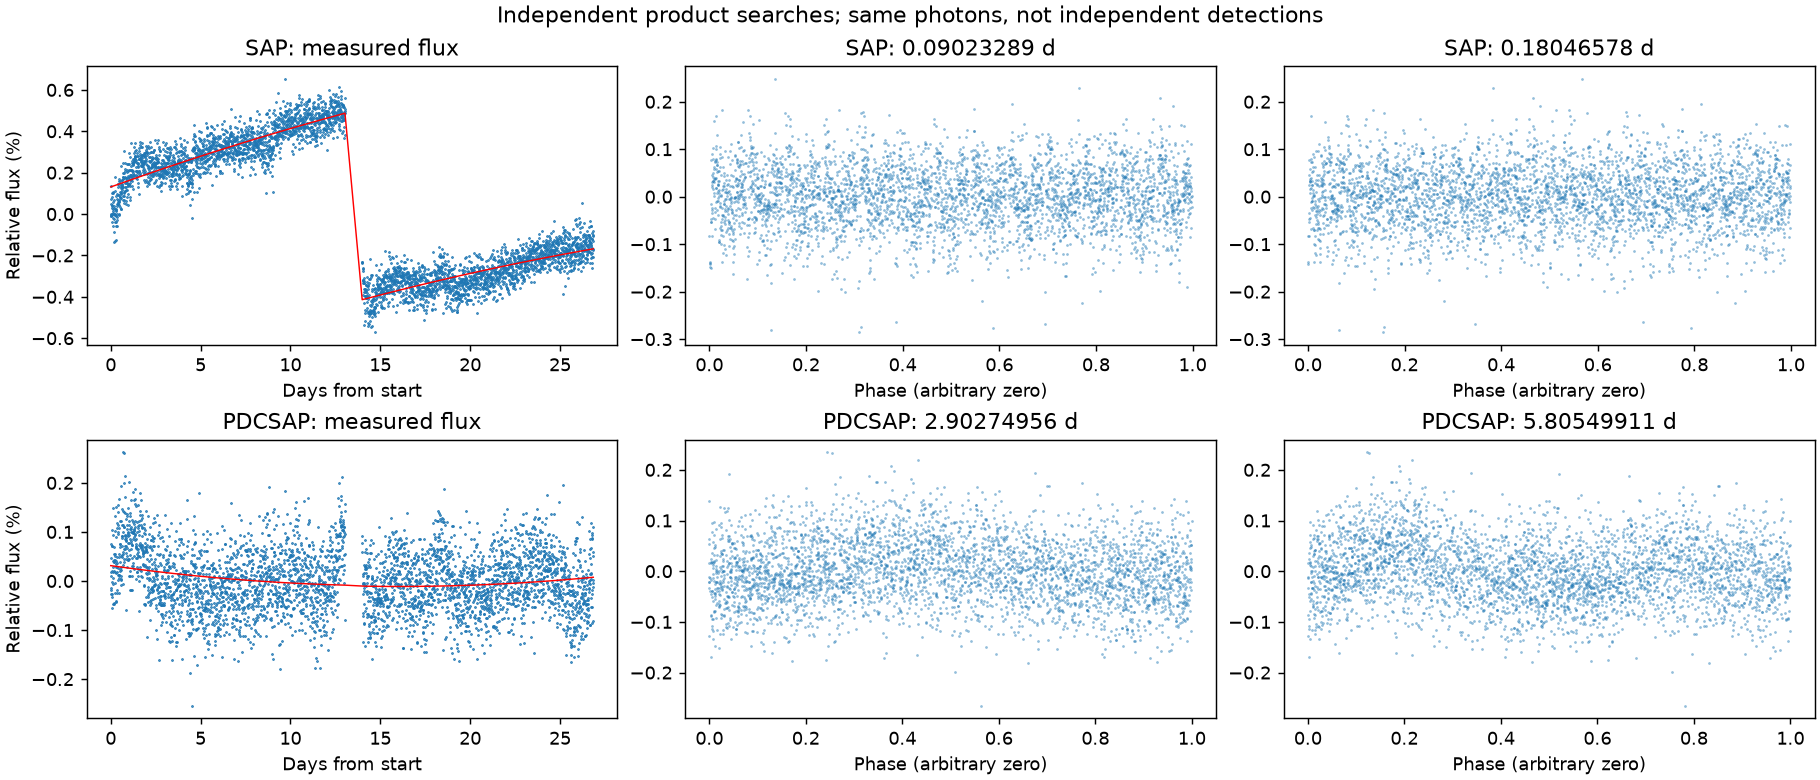 Independent product searches; same photons, not independent detections
SAP: measured flux
Relative flux (%)
0.6
0.4
0.2
0.0
−0.2
−0.4
−0.6
0 5 10 15 20 25
Days from start
SAP: 0.09023289 d
0.2
0.1
0.0
−0.1
−0.2
−0.3
0.0 0.2 0.4 0.6 0.8 1.0
Phase (arbitrary zero)
SAP: 0.18046578 d
0.2
0.1
0.0
−0.1
−0.2
−0.3
0.0 0.2 0.4 0.6 0.8 1.0
Phase (arbitrary zero)
PDCSAP: measured flux
Relative flux (%)
0.2
0.1
0.0
−0.1
−0.2
0 5 10 15 20 25
Days from start
PDCSAP: 2.90274956 d
0.2
0.1
0.0
−0.1
−0.2
0.0 0.2 0.4 0.6 0.8 1.0
Phase (arbitrary zero)
PDCSAP: 5.80549911 d
0.2
0.1
0.0
−0.1
−0.2
0.0 0.2 0.4 0.6 0.8 1.0
Phase (arbitrary zero)